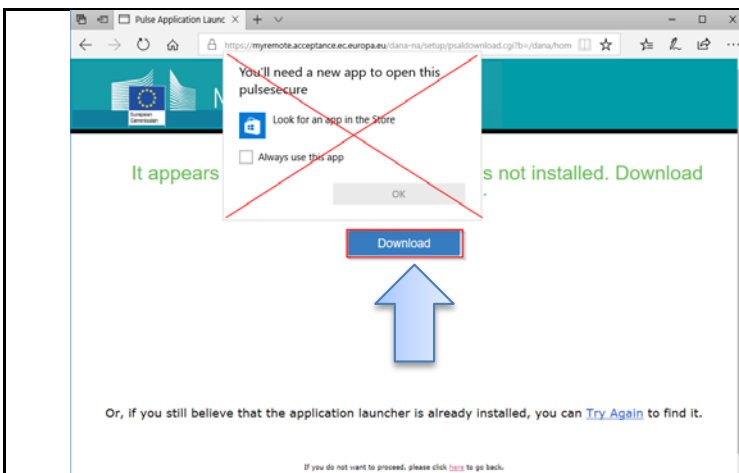 Pulse Application Launc
https://myremote.acceptance.ec.europa.eu/dana-na/setup/psaldownload.cgi?b=/dana/hom
European
Commission
You'll need a new app to open this
pulsesecure
Look for an app in the Store
Always use this app
OK
It appears s not installed. Download
Download
Or, if you still believe that the application launcher is already installed, you can Try Again to find it.
If you do not want to proceed, please click here to go back.